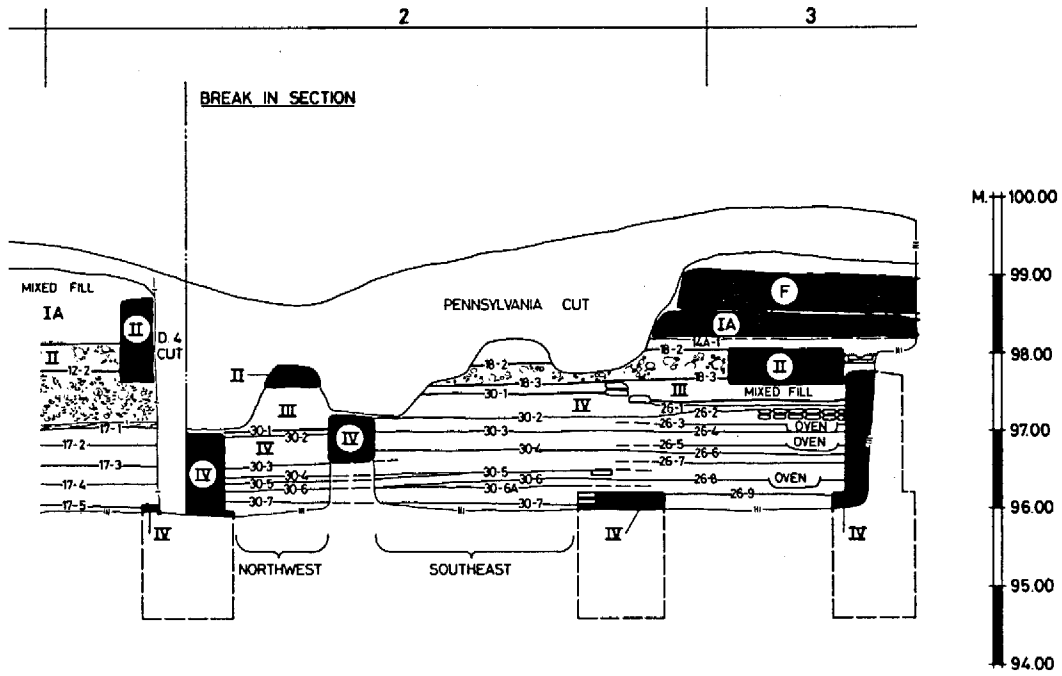 2 3
BREAK IN SECTION
M. 100.00
99.00
MIXED FILL
F
PENNSYLVANIA CUT
IA
II
D. 4
CUT
IA
II
18-2
14A-1
98.00
12-2
II
18-2
18-3
II
18-3
III
MIXED FILL
30-1
IV
III
26-1
26-2
30-2
17-1
30-1
30-2
IV
30-3
26-3
26-4
OVEN
97.00
17-2
IV
30-4
26-5
26-6
OVEN
17-3
IV
30-3
30-4
30-5
26-7
17-4
30-5
30-6
30-6
30-6A
26-8
OVEN
17-5
30-7
30-7
26-9
96.00
IV
IV
IV
NORTHWEST
SOUTHEAST
95.00
94.00